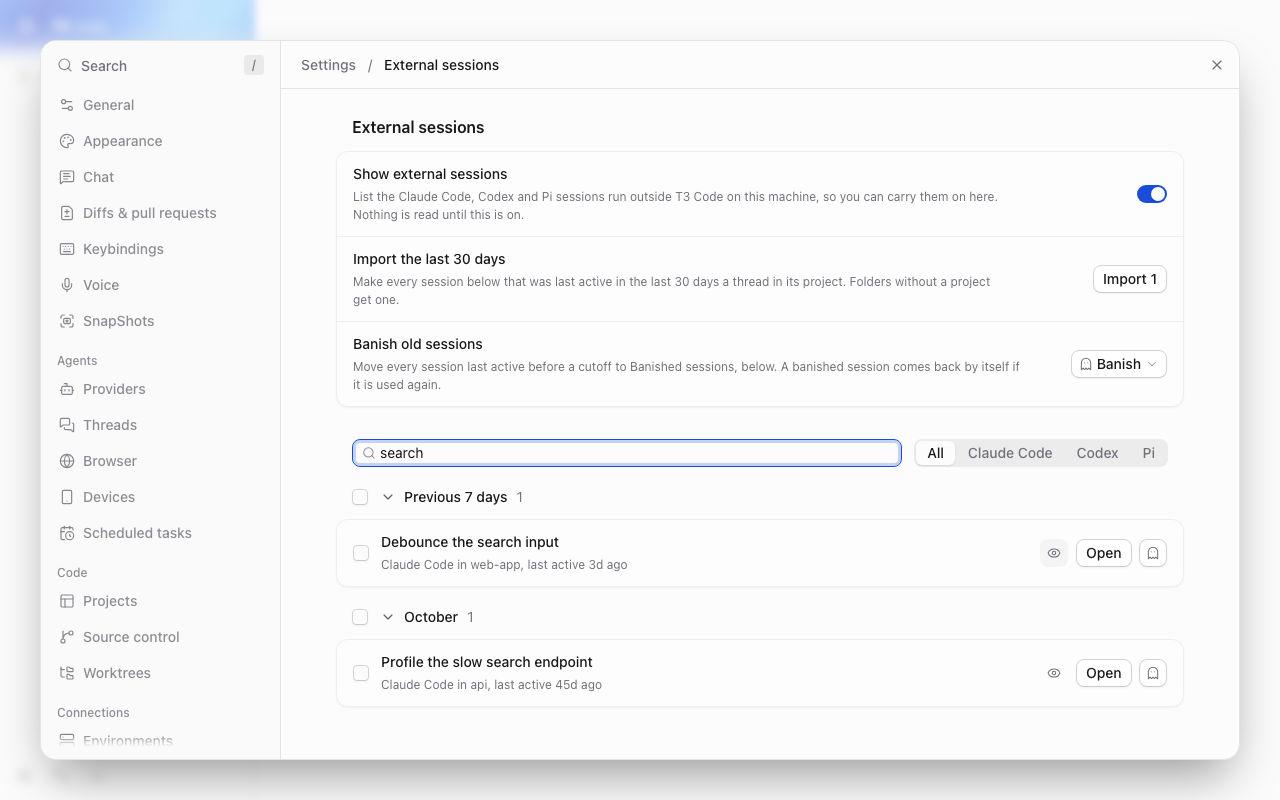 Search
/
General
Appearance
Chat
Diffs & pull requests
Keybindings
Voice
SnapShots
Agents
Providers
Threads
Browser
Devices
Scheduled tasks
Code
Projects
Source control
Worktrees
Connections
Environments
Settings / External sessions
External sessions
Show external sessions
List the Claude Code, Codex and Pi sessions run outside T3 Code on this machine, so you can carry them on here.
Nothing is read until this is on.
Import the last 30 days
Make every session below that was last active in the last 30 days a thread in its project. Folders without a project
get one.
Import 1
Banish old sessions
Move every session last active before a cutoff to Banished sessions, below. A banished session comes back by itself if
it is used again.
Banish
search
All Claude Code Codex Pi
Previous 7 days 1
Debounce the search input
Claude Code in web-app, last active 3d ago
Open
October 1
Profile the slow search endpoint
Claude Code in api, last active 45d ago
Open